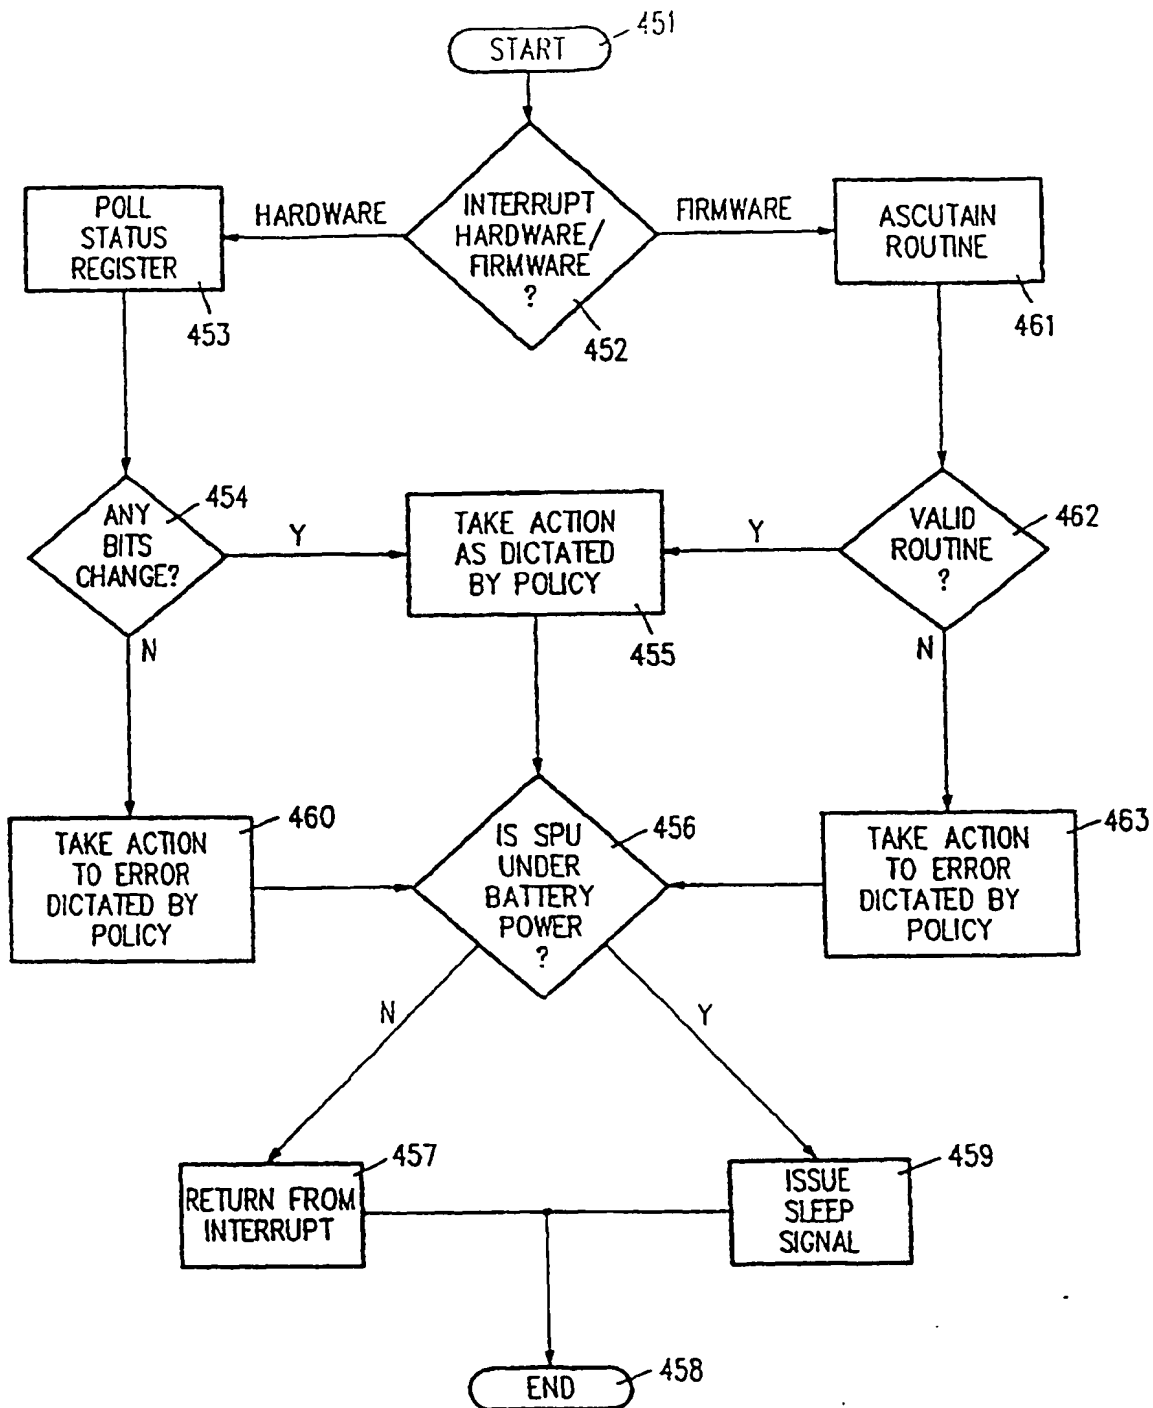 451
START
INTERRUPT
HARDWARE/
FIRMWARE
?
452
HARDWARE
FIRMWARE
POLL
STATUS
REGISTER
453
ASCUTAIN
ROUTINE
461
ANY
BITS
CHANGE?
454
Y
N
TAKE ACTION
AS DICTATED
BY POLICY
455
VALID
ROUTINE
?
462
Y
N
TAKE ACTION
TO ERROR
DICTATED BY
POLICY
460
IS SPU
UNDER
BATTERY
POWER
?
456
TAKE ACTION
TO ERROR
DICTATED BY
POLICY
463
N
Y
RETURN FROM
INTERRUPT
457
ISSUE
SLEEP
SIGNAL
459
END
458